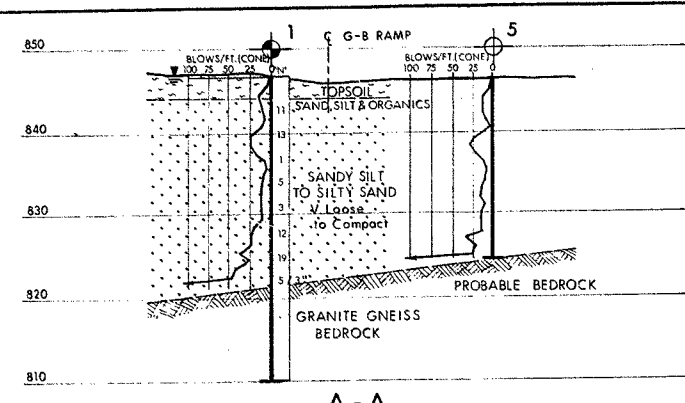 850
1
C G-B RAMP
5
BLOWS/FT.(CONE)
100 75 50 25 0 "N"
BLOWS/FT.(CONE)
100 75 50 25 0
TOPSOIL
SAND, SILT & ORGANICS
11
840
13
1
SANDY SILT
5
TO SILTY SAND
3
V. Loose
830
to Compact
12
19
5
PROBABLE BEDROCK
820
GRANITE GNEISS
BEDROCK
810
A - A